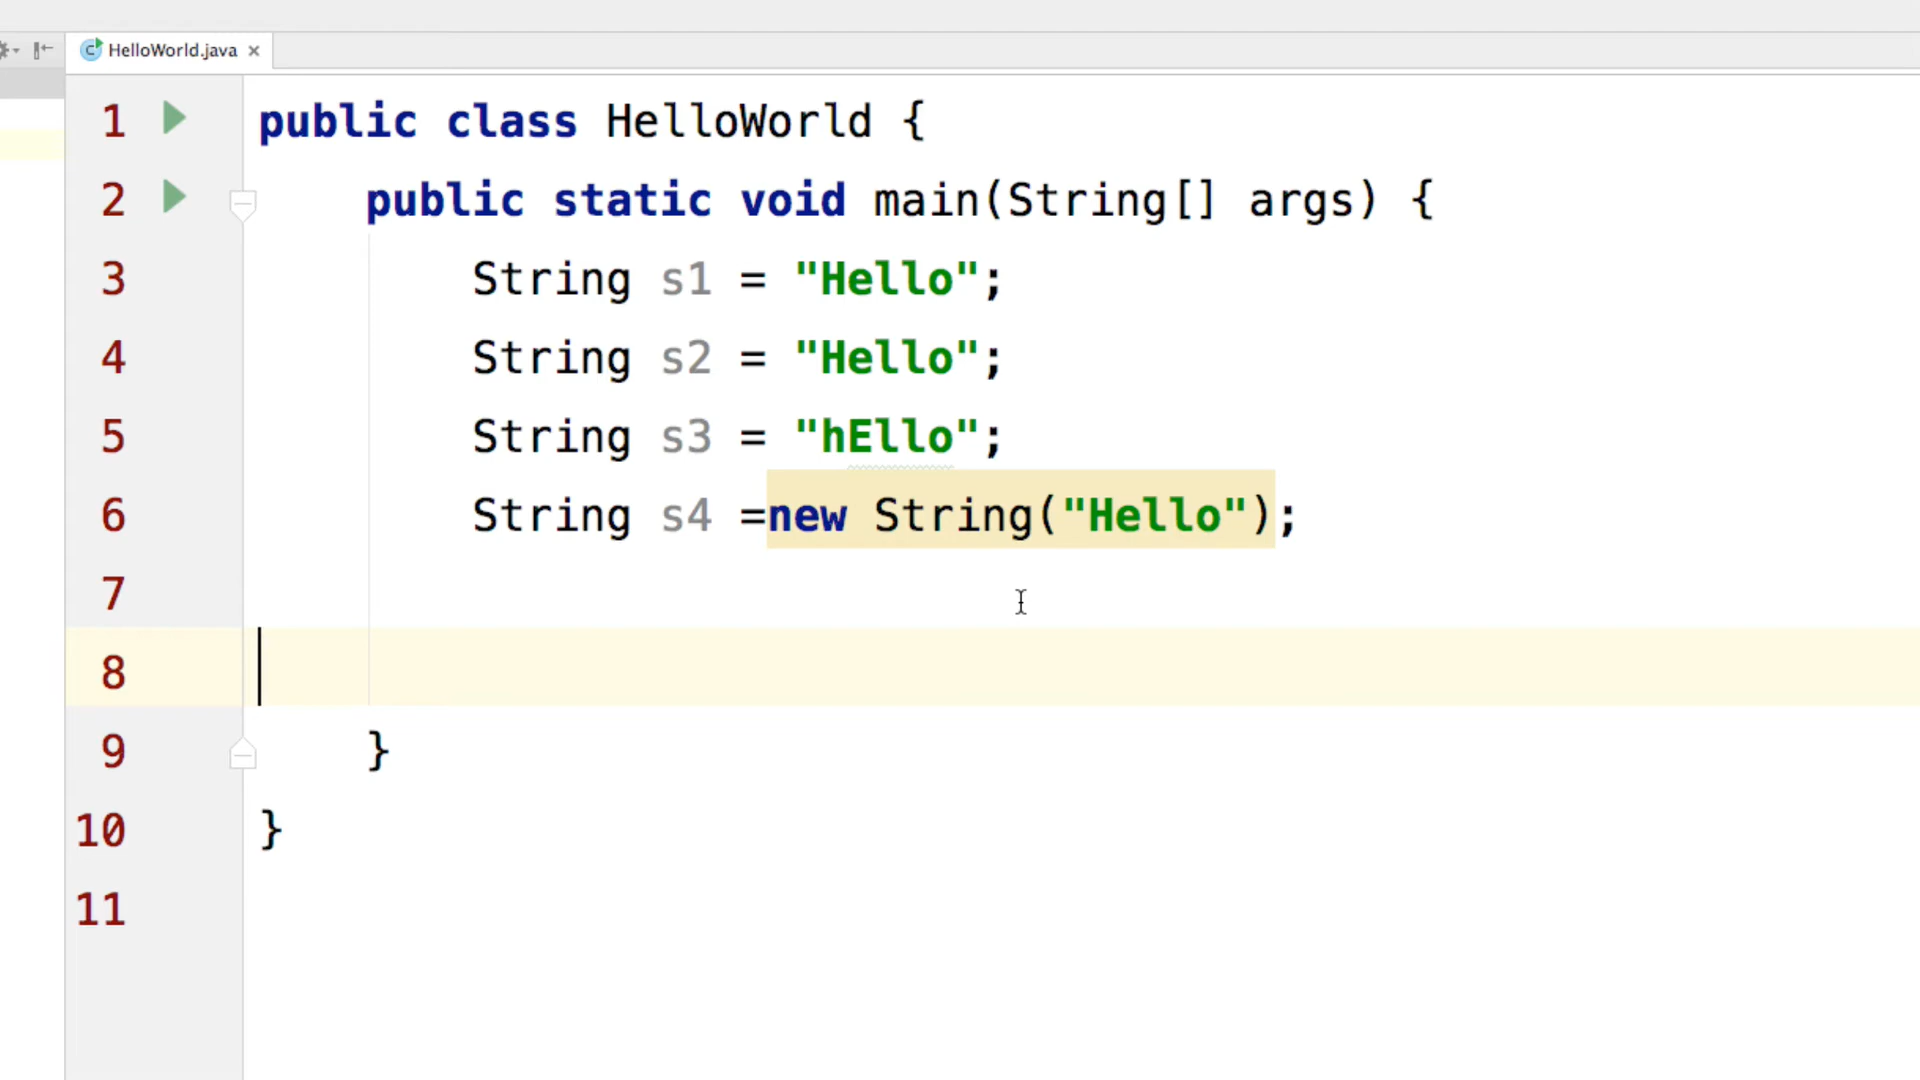 HelloWorld.java
1 public class HelloWorld {
2 public static void main(String[] args) {
3 String s1 = "Hello";
4 String s2 = "Hello";
5 String s3 = "hEllo";
6 String s4 =new String("Hello");
7
8
9 }
10 }
11